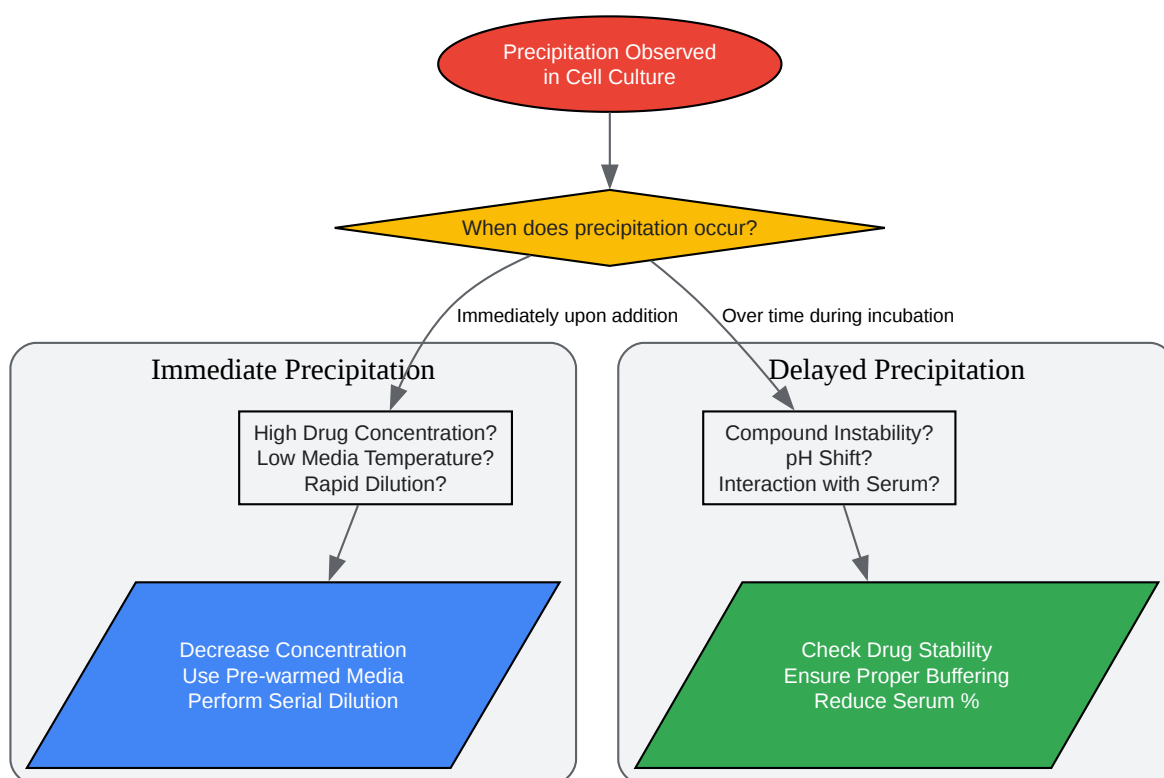 Precipitation Observed
in Cell Culture
When does precipitation occur?
Immediately upon addition
Over time during incubation
Immediate Precipitation
Delayed Precipitation
High Drug Concentration?
Low Media Temperature?
Rapid Dilution?
Compound Instability?
pH Shift?
Interaction with Serum?
Decrease Concentration
Use Pre-warmed Media
Perform Serial Dilution
Check Drug Stability
Ensure Proper Buffering
Reduce Serum %